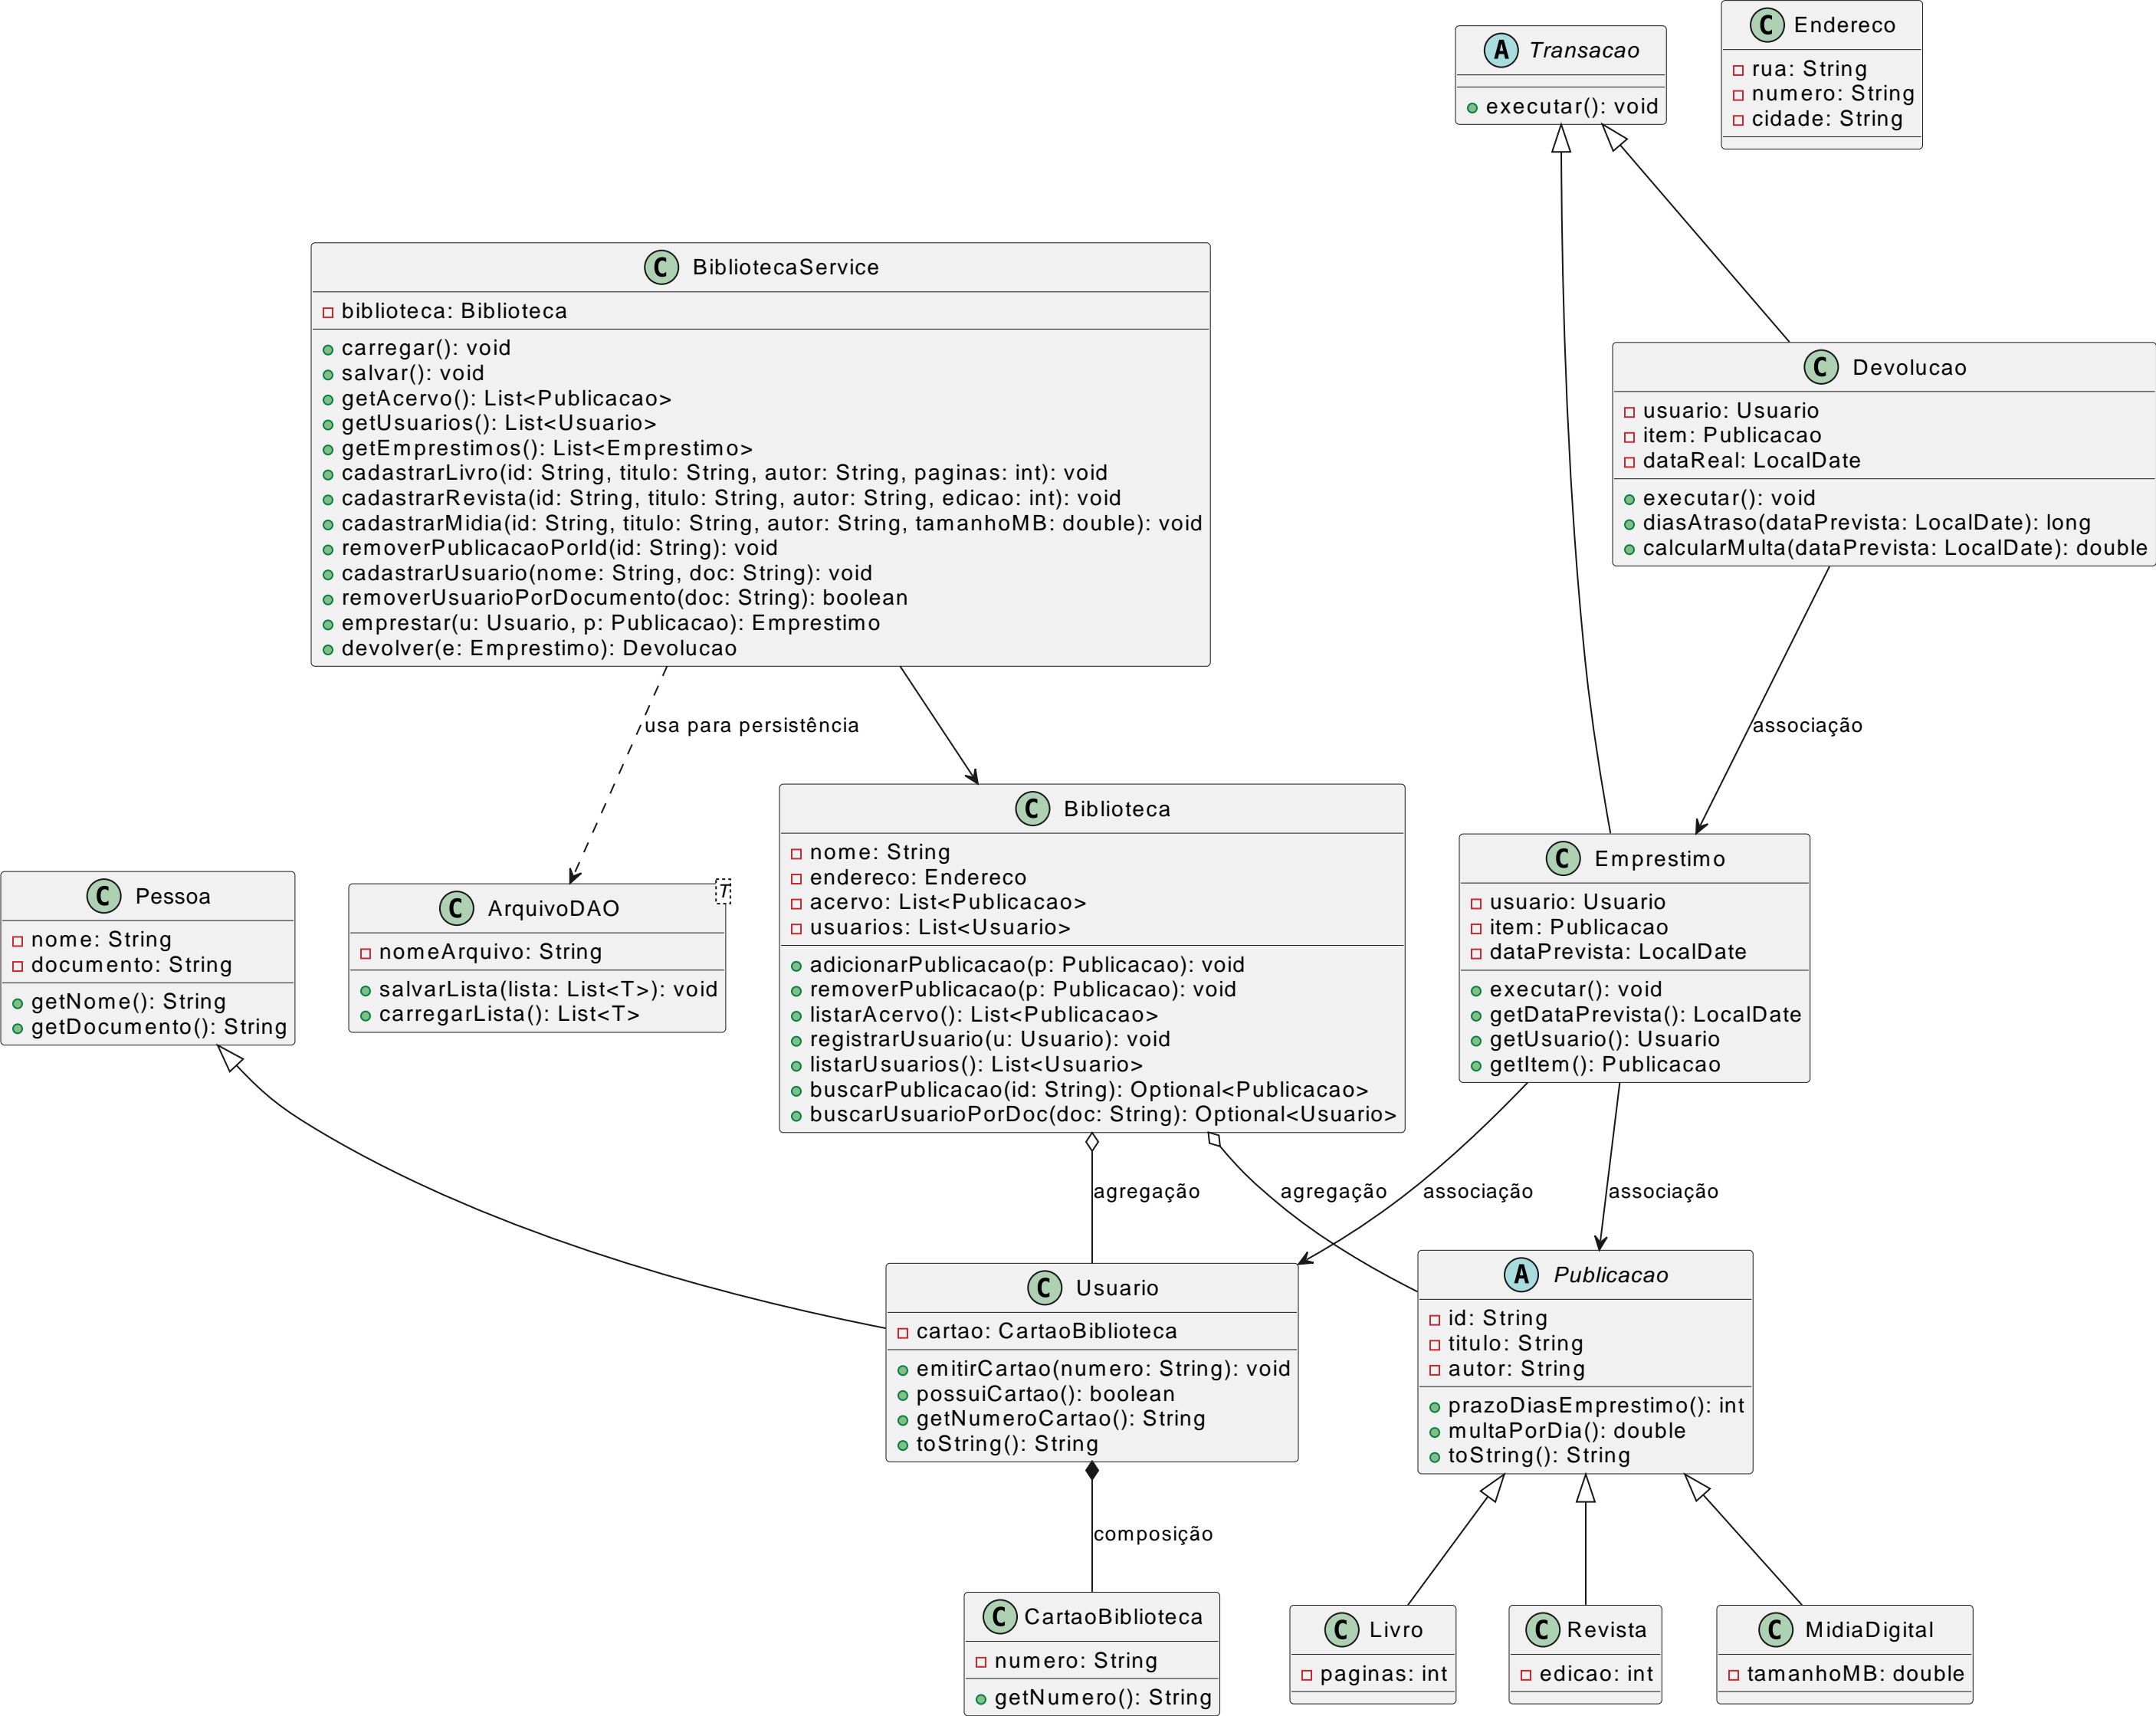 A Transacao
executar(): void
C Endereco
rua: String
numero: String
cidade: String
C BibliotecaService
biblioteca: Biblioteca
carregar(): void
salvar(): void
getAcervo(): List<Publicacao>
getUsuarios(): List<Usuario>
getEmprestimos(): List<Emprestimo>
cadastrarLivro(id: String, titulo: String, autor: String, paginas: int): void
cadastrarRevista(id: String, titulo: String, autor: String, edicao: int): void
cadastrarMidia(id: String, titulo: String, autor: String, tamanhoMB: double): void
removerPublicacaoPorId(id: String): void
cadastrarUsuario(nome: String, doc: String): void
removerUsuarioPorDocumento(doc: String): boolean
emprestar(u: Usuario, p: Publicacao): Emprestimo
devolver(e: Emprestimo): Devolucao
C Devolucao
usuario: Usuario
item: Publicacao
dataReal: LocalDate
executar(): void
diasAtraso(dataPrevista: LocalDate): long
calcularMulta(dataPrevista: LocalDate): double
usa para persistência
associação
C Pessoa
nome: String
documento: String
getNome(): String
getDocumento(): String
C ArquivoDAO
T
nomeArquivo: String
salvarLista(lista: List<T>): void
carregarLista(): List<T>
C Biblioteca
nome: String
endereco: Endereco
acervo: List<Publicacao>
usuarios: List<Usuario>
adicionarPublicacao(p: Publicacao): void
removerPublicacao(p: Publicacao): void
listarAcervo(): List<Publicacao>
registrarUsuario(u: Usuario): void
listarUsuarios(): List<Usuario>
buscarPublicacao(id: String): Optional<Publicacao>
buscarUsuarioPorDoc(doc: String): Optional<Usuario>
C Emprestimo
usuario: Usuario
item: Publicacao
dataPrevista: LocalDate
executar(): void
getDataPrevista(): LocalDate
getUsuario(): Usuario
getItem(): Publicacao
agregação
agregação
associação
associação
C Usuario
cartao: CartaoBiblioteca
emitirCartao(numero: String): void
possuiCartao(): boolean
getNumeroCartao(): String
toString(): String
A Publicacao
id: String
titulo: String
autor: String
prazoDiasEmprestimo(): int
multaPorDia(): double
toString(): String
composição
C CartaoBiblioteca
numero: String
getNumero(): String
C Livro
paginas: int
C Revista
edicao: int
C MidiaDigital
tamanhoMB: double